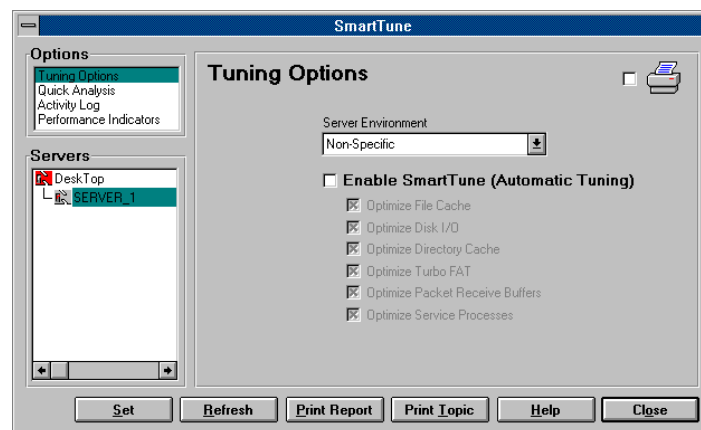 SmartTune
Options
Tuning Options
Quick Analysis
Activity Log
Performance Indicators
Servers
DeskTop
SERVER_1
Tuning Options
Server Environment
Non-Specific
Enable SmartTune (Automatic Tuning)
Optimize File Cache
Optimize Disk I/O
Optimize Directory Cache
Optimize Turbo FAT
Optimize Packet Receive Buffers
Optimize Service Processes
Set
Refresh
Print Report
Print Topic
Help
Close